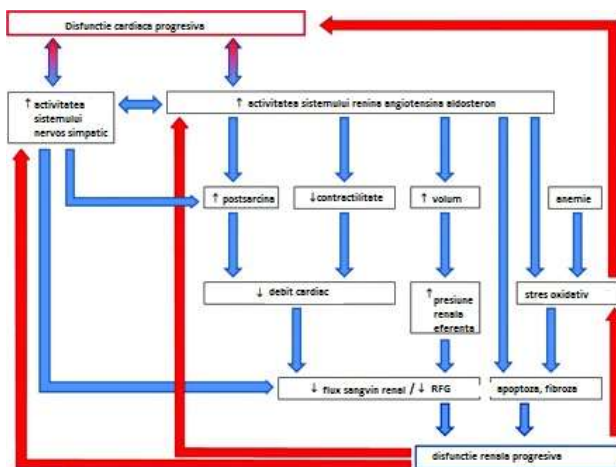 Disfunctie cardiaca progresiva
↑ activitatea
sistemului
nervos simpatic
↑ activitatea sistemului renina angiotensina aldosteron
↑ postsarcina
↓contractilitate
↑ volum
anemie
↓ debit cardiac
↑
presiune
renala
eferenta
stres oxidativ
↓ flux sangvin renal / ↓ RFG
apoptoza, fibroza
disfunctie renala progresiva